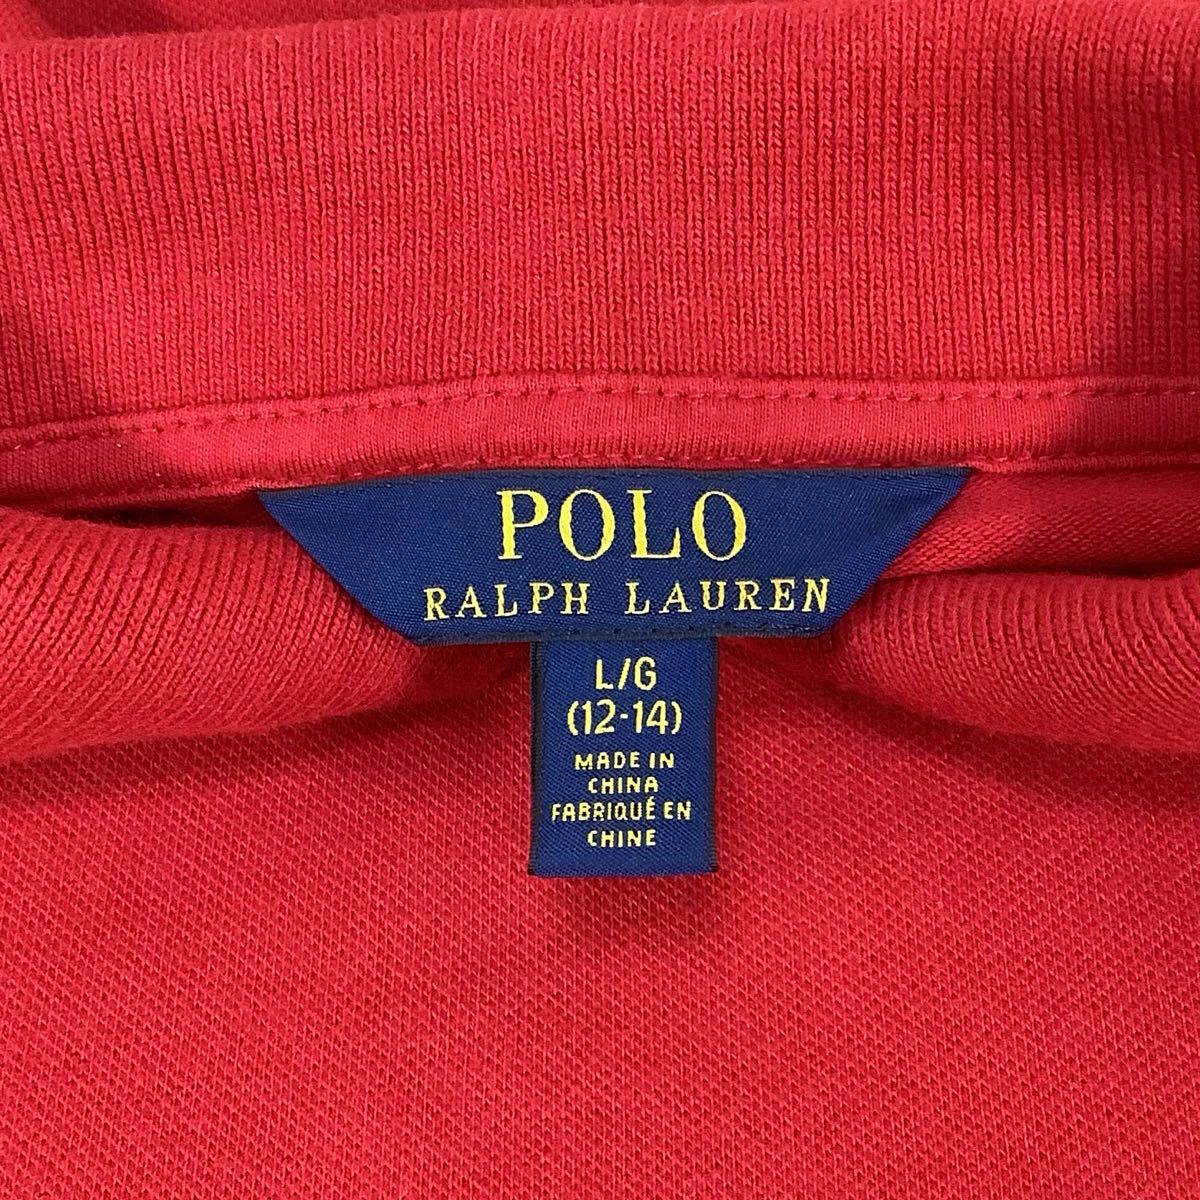 POLO
RALPH LAUREN
L/G
(12-14)
MADE IN
CHINA
FABRIQUÉ EN
CHINE